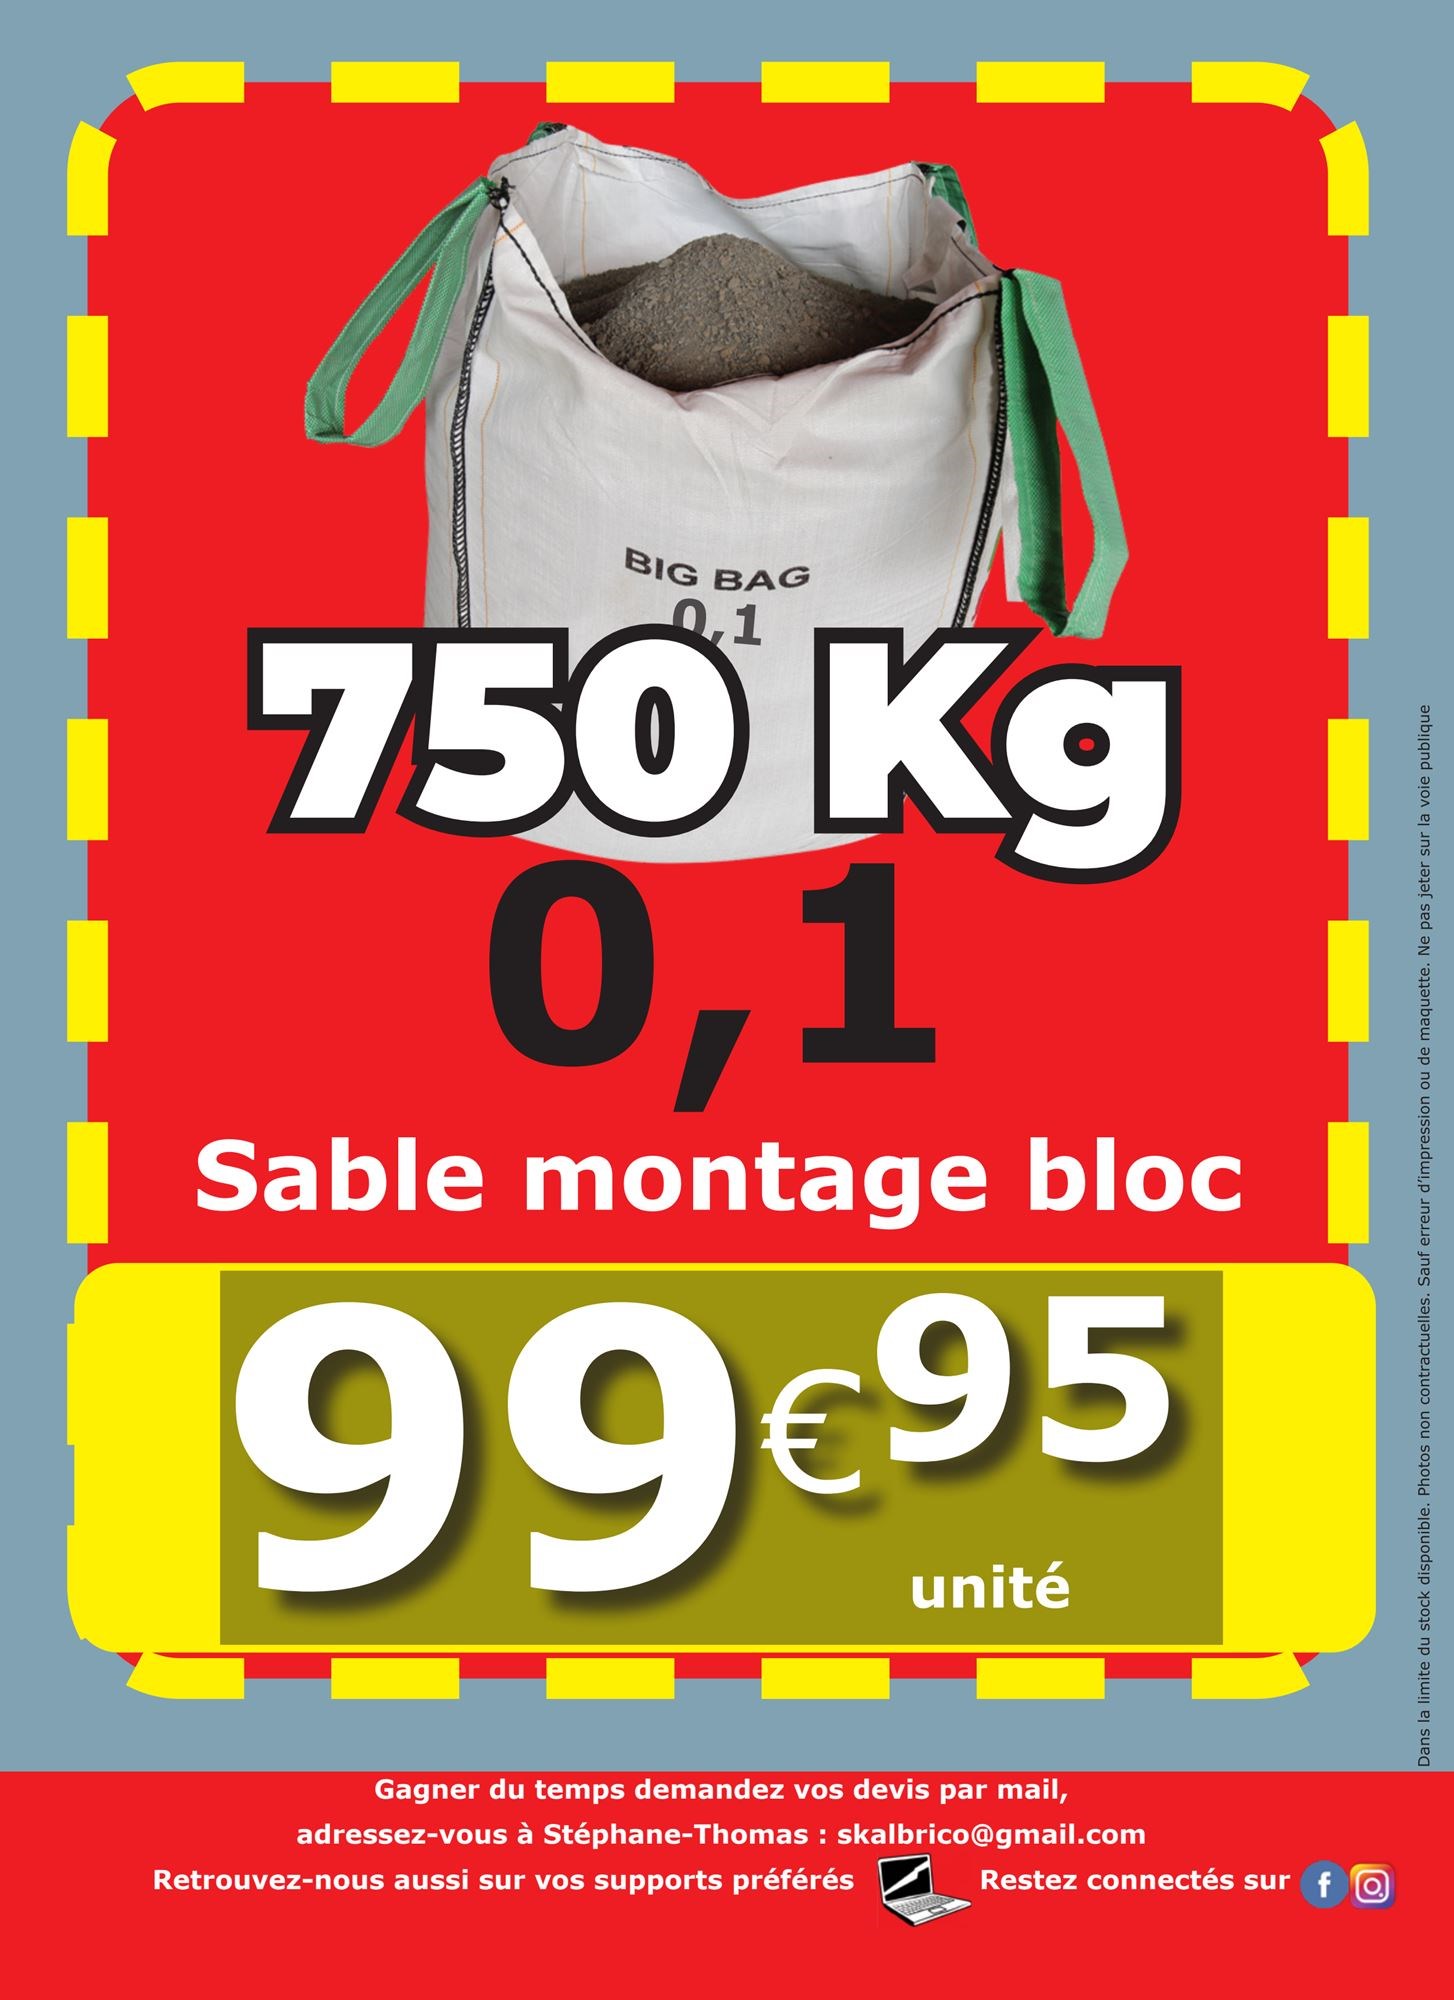 BIG BAG
0,1
750 Kg
0,1
Sable montage bloc
99€95
unité
Dans la limite du stock disponible. Photos non contractuelles. Sauf erreur d'impression ou de maquette. Ne pas jeter sur la voie publique
Gagner du temps demandez vos devis par mail,
adressez-vous à Stéphane-Thomas : skalbrico@gmail.com
Retrouvez-nous aussi sur vos supports préférés Restez connectés sur f